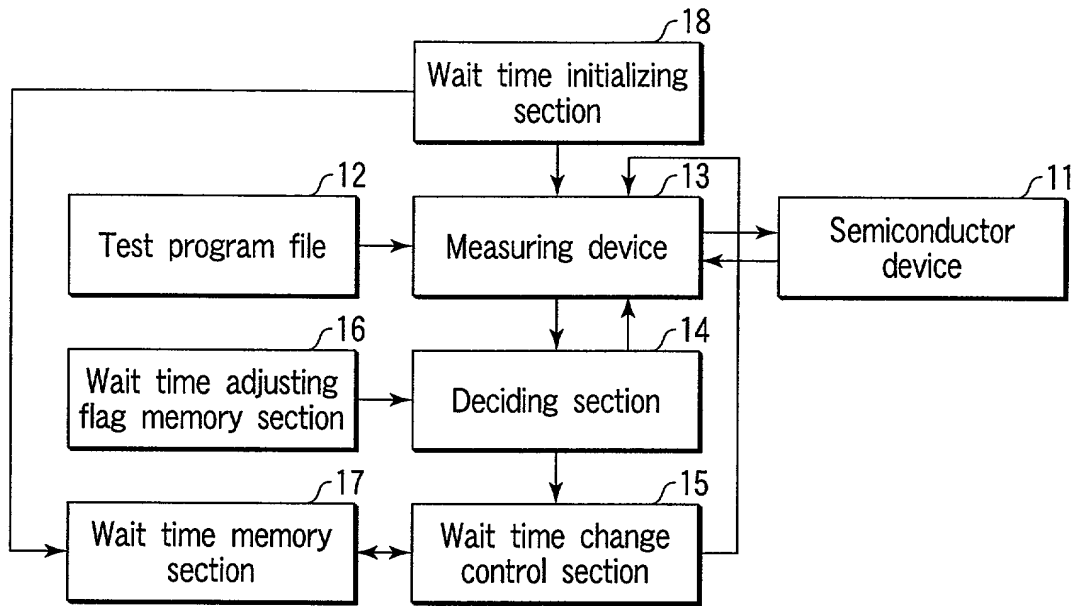 18
Wait time initializing
section
12
Test program file
13
Measuring device
11
Semiconductor
device
16
Wait time adjusting
flag memory section
14
Deciding section
17
Wait time memory
section
15
Wait time change
control section